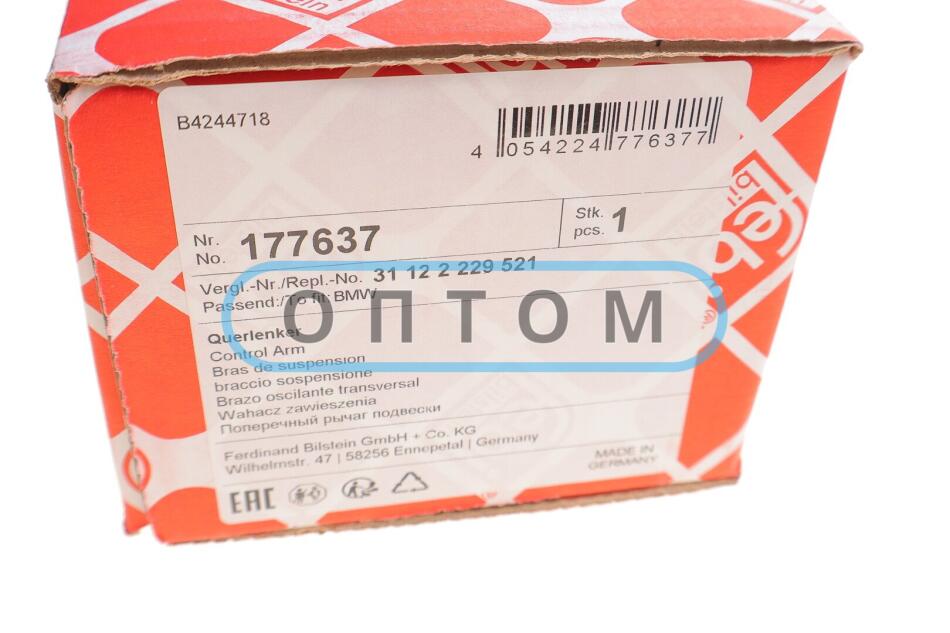 B4244718
4 054224 776377
Nr.
No. 177637
Stk.
pcs. 1
Vergl.-Nr./Repl.-No. 31 12 2 229 521
Passend:/To fit: BMW
ОПТОМ
Querlenker
Control Arm
Bras de suspension
braccio sospensione
Brazo oscilante transversal
Wahacz zawieszenia
Поперечный рычаг подвески
Ferdinand Bilstein GmbH + Co. KG
Wilhelmstr. 47 | 58256 Ennepetal | Germany
MADE IN
GERMANY
EAC
feb
bil